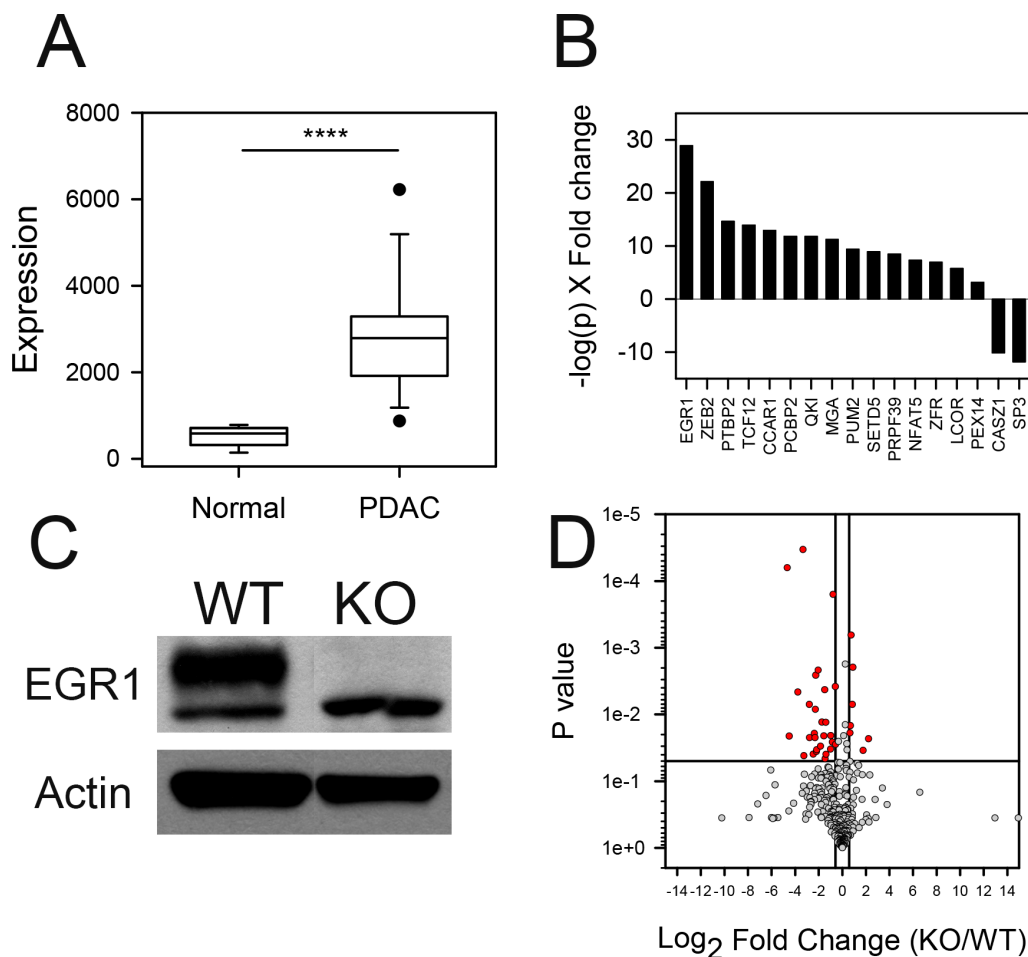 A
8000
6000
4000
2000
0
Expression
****
Normal PDAC
B
30
20
10
0
-10
-log(p) X Fold change
EGR1
ZEB2
PTBP2
TCF12
CCAR1
PCBP2
QKI
MGA
PUM2
SETD5
PRPF39
NFAT5
ZFR
LCOR
PEX14
CASZ1
SP3
C
WT KO
EGR1
Actin
D
1e-5
1e-4
1e-3
1e-2
1e-1
1e+0
P value
-14 -12 -10 -8 -6 -4 -2 0 2 4 6 8 10 12 14
Log2 Fold Change (KO/WT)